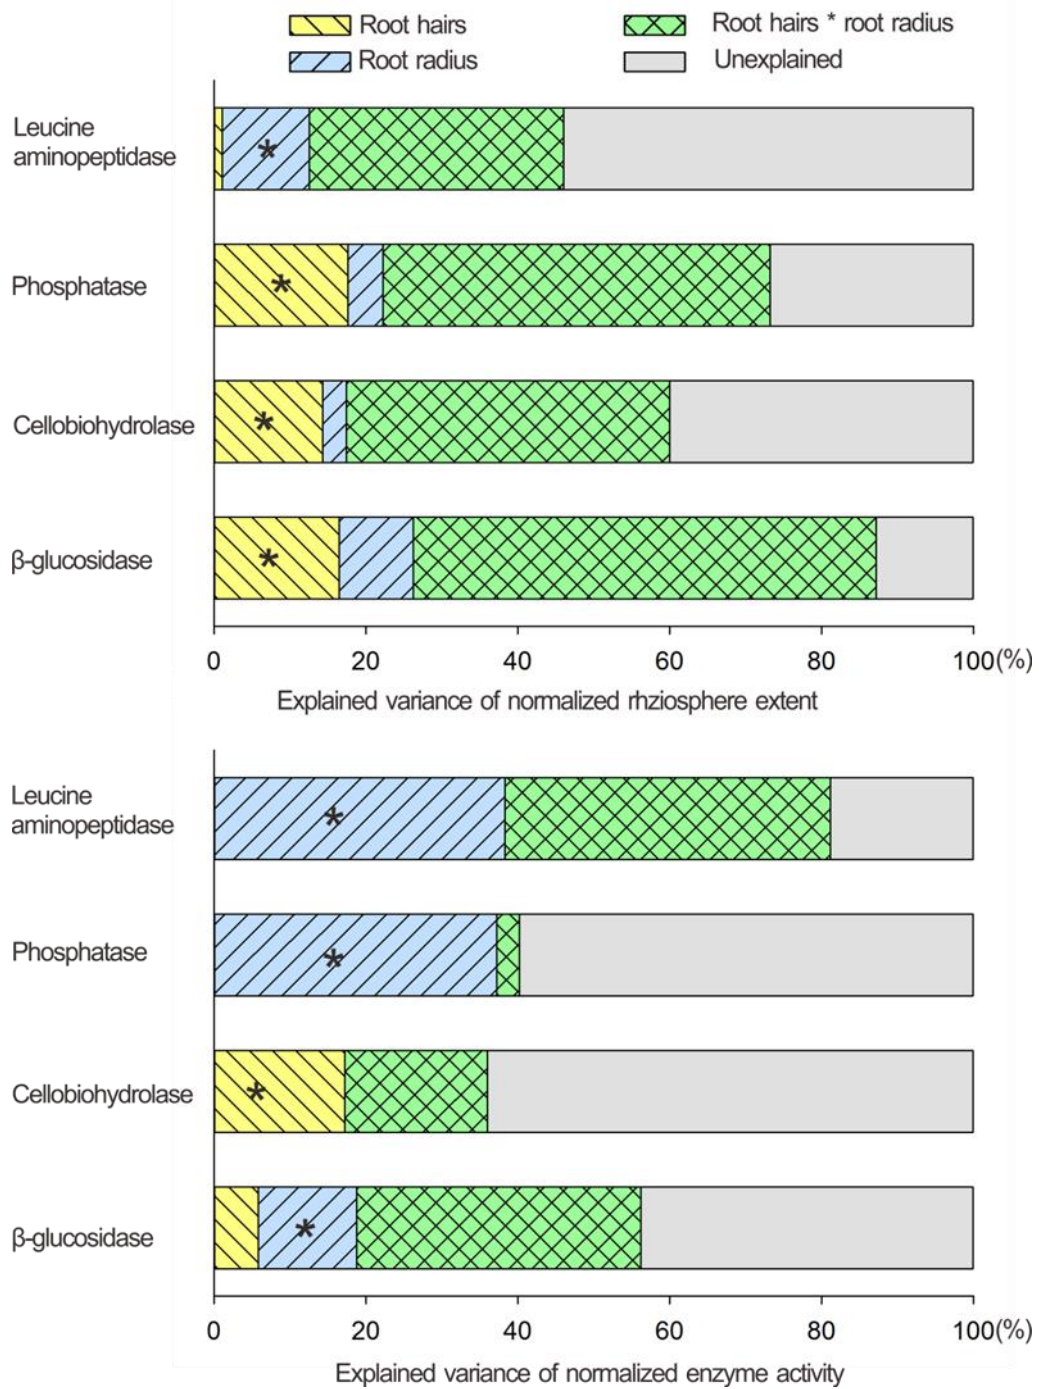 Root hairs
Root hairs * root radius
Root radius
Unexplained
Leucine
aminopeptidase
*
Phosphatase
*
Cellobiohydrolase
*
β-glucosidase
*
0 20 40 60 80 100(%)
Explained variance of normalized rhziosphere extent
Leucine
aminopeptidase
*
Phosphatase
*
Cellobiohydrolase
*
β-glucosidase
*
0 20 40 60 80 100(%)
Explained variance of normalized enzyme activity